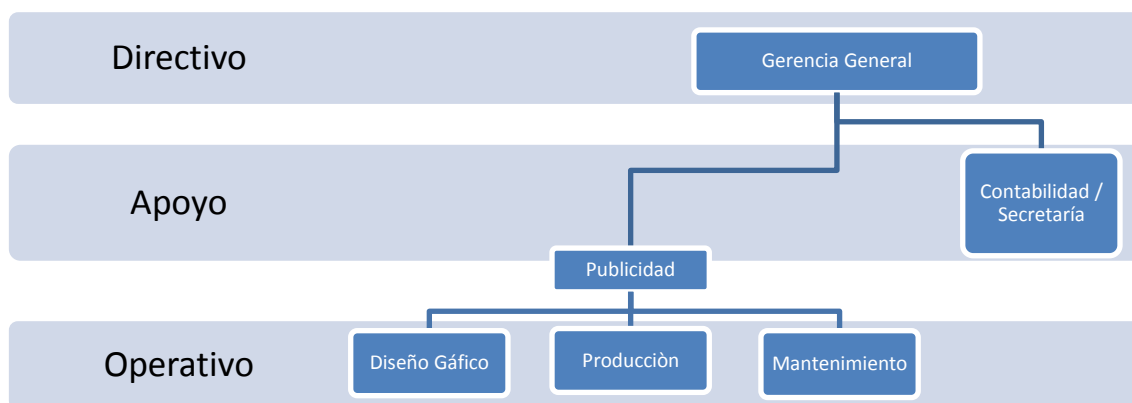 Directivo
Gerencia General
Apoyo
Contabilidad /
Secretaría
Publicidad
Operativo
Diseño Gáfico
Producciòn
Mantenimiento